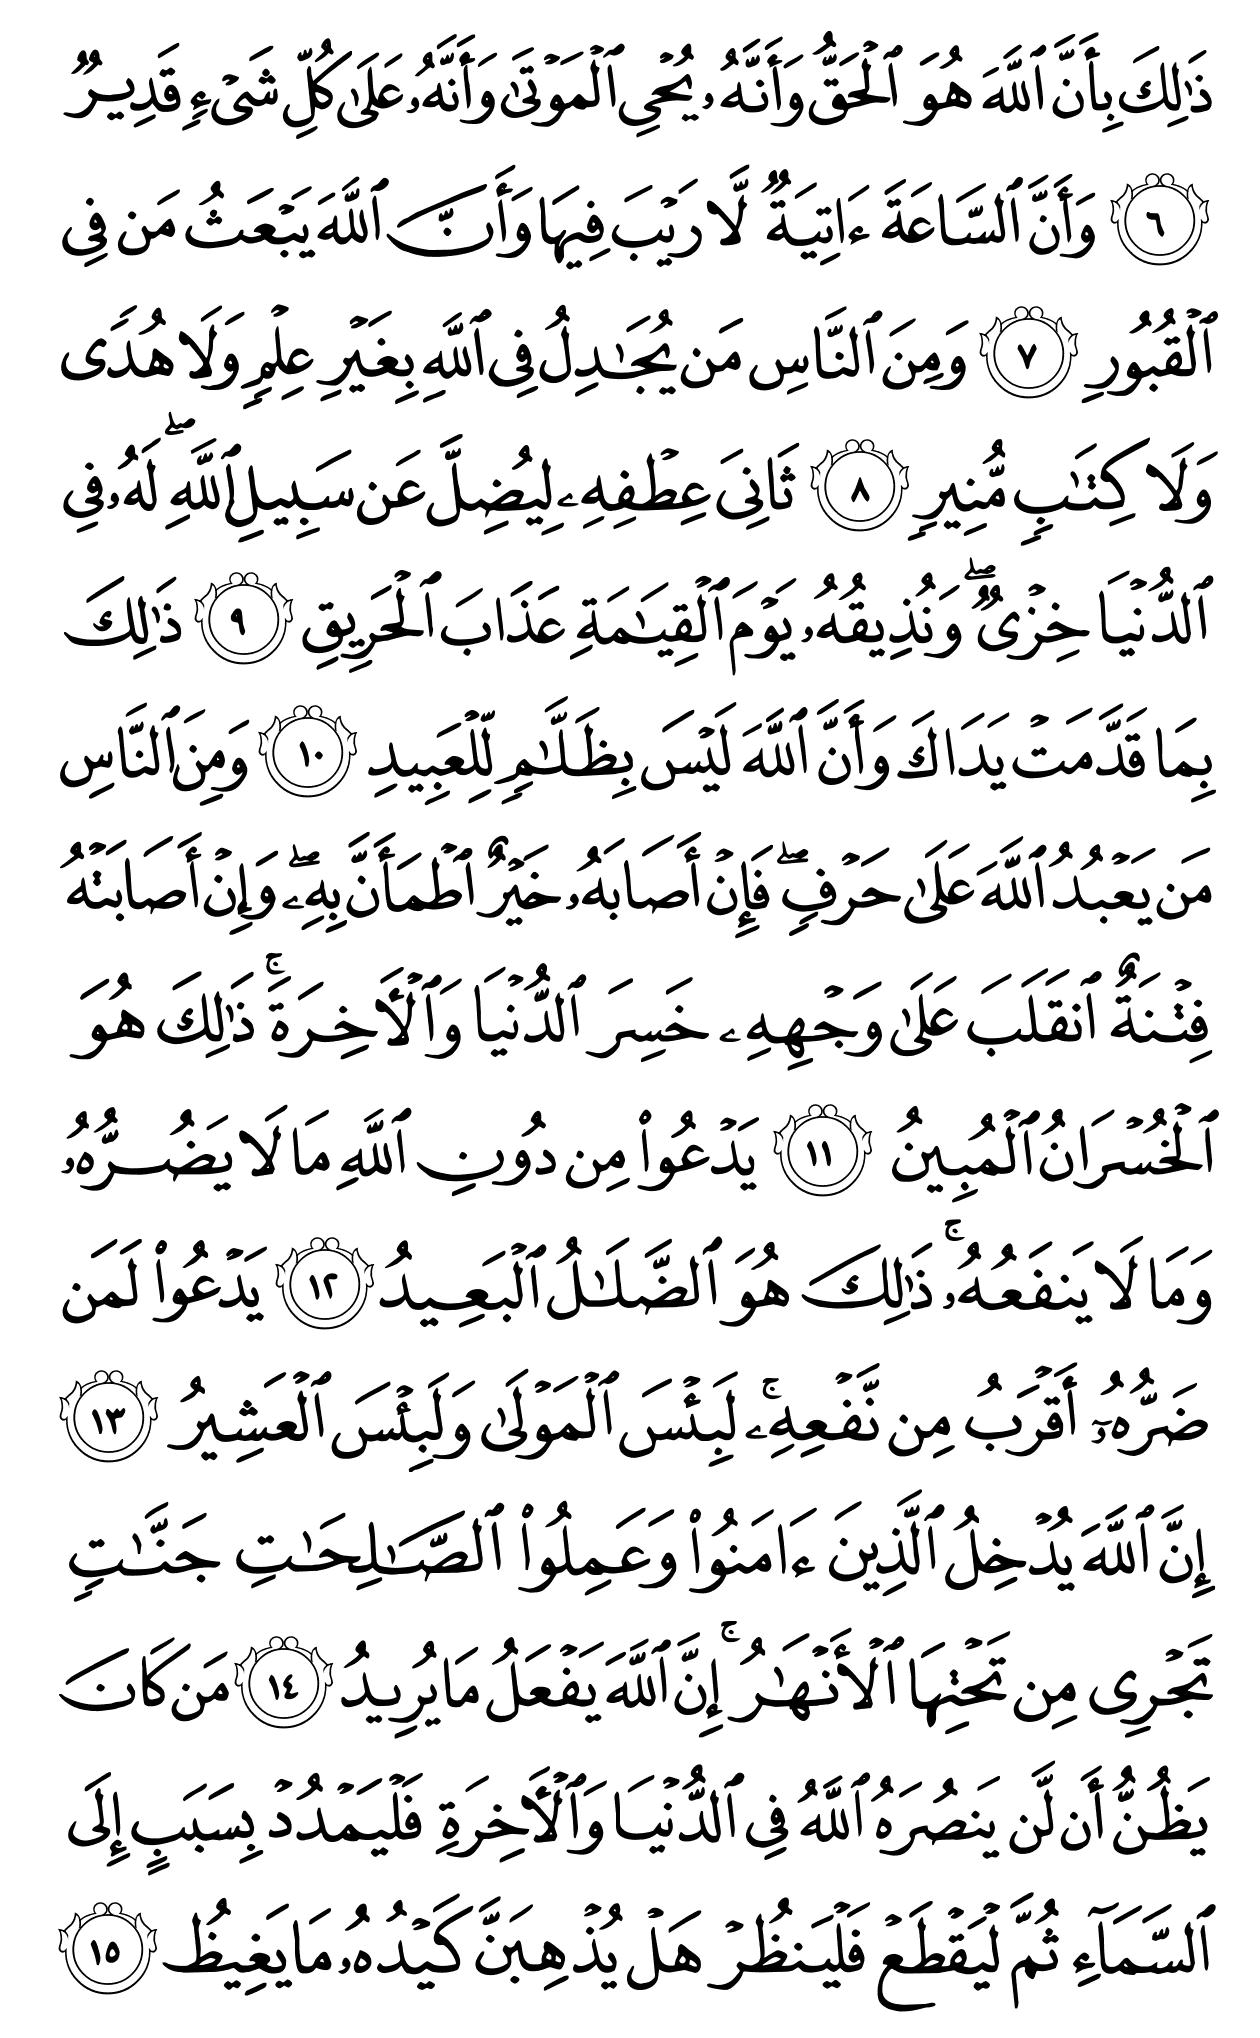 ذَٰلِكَ بِأَنَّ ٱللَّهَ هُوَ ٱلْحَقُّ وَأَنَّهُۥ يُحْىِ ٱلْمَوْتَىٰ وَأَنَّهُۥ عَلَىٰ كُلِّ شَىْءٍ قَدِيرٌ
٦ وَأَنَّ ٱلسَّاعَةَ ءَاتِيَةٌ لَّا رَيْبَ فِيهَا وَأَنَّ ٱللَّهَ يَبْعَثُ مَن فِى
ٱلْقُبُورِ ٧ وَمِنَ ٱلنَّاسِ مَن يُجَٰدِلُ فِى ٱللَّهِ بِغَيْرِ عِلْمٍ وَلَا هُدًى
وَلَا كِتَٰبٍ مُّنِيرٍ ٨ ثَانِىَ عِطْفِهِۦ لِيُضِلَّ عَن سَبِيلِ ٱللَّهِ ۖ لَهُۥ فِى
ٱلدُّنْيَا خِزْىٌ ۖ وَنُذِيقُهُۥ يَوْمَ ٱلْقِيَٰمَةِ عَذَابَ ٱلْحَرِيقِ ٩ ذَٰلِكَ
بِمَا قَدَّمَتْ يَدَاكَ وَأَنَّ ٱللَّهَ لَيْسَ بِظَلَّٰمٍ لِّلْعَبِيدِ ١٠ وَمِنَ ٱلنَّاسِ
مَن يَعْبُدُ ٱللَّهَ عَلَىٰ حَرْفٍ ۖ فَإِنْ أَصَابَهُۥ خَيْرٌ ٱطْمَأَنَّ بِهِۦ ۖ وَإِنْ أَصَابَتْهُ
فِتْنَةٌ ٱنقَلَبَ عَلَىٰ وَجْهِهِۦ خَسِرَ ٱلدُّنْيَا وَٱلْأَاخِرَةَ ۚ ذَٰلِكَ هُوَ
ٱلْخُسْرَانُ ٱلْمُبِينُ ١١ يَدْعُوا۟ مِن دُونِ ٱللَّهِ مَا لَا يَضُرُّهُۥ
وَمَا لَا يَنفَعُهُۥ ۚ ذَٰلِكَ هُوَ ٱلضَّلَٰلُ ٱلْبَعِيدُ ١٢ يَدْعُوا۟ لَمَن
ضَرُّهُۥٓ أَقْرَبُ مِن نَّفْعِهِۦ ۚ لَبِئْسَ ٱلْمَوْلَىٰ وَلَبِئْسَ ٱلْعَشِيرُ ١٣
إِنَّ ٱللَّهَ يُدْخِلُ ٱلَّذِينَ ءَامَنُوا۟ وَعَمِلُوا۟ ٱلصَّٰلِحَٰتِ جَنَّٰتٍ
تَجْرِى مِن تَحْتِهَا ٱلْأَنْهَٰرُ ۚ إِنَّ ٱللَّهَ يَفْعَلُ مَا يُرِيدُ ١٤ مَن كَانَ
يَظُنُّ أَن لَّن يَنصُرَهُ ٱللَّهُ فِى ٱلدُّنْيَا وَٱلْأَاخِرَةِ فَلْيَمْدُدْ بِسَبَبٍ إِلَى
ٱلسَّمَآءِ ثُمَّ لْيَقْطَعْ فَلْيَنظُرْ هَلْ يُذْهِبَنَّ كَيْدُهُۥ مَا يَغِيظُ ١٥